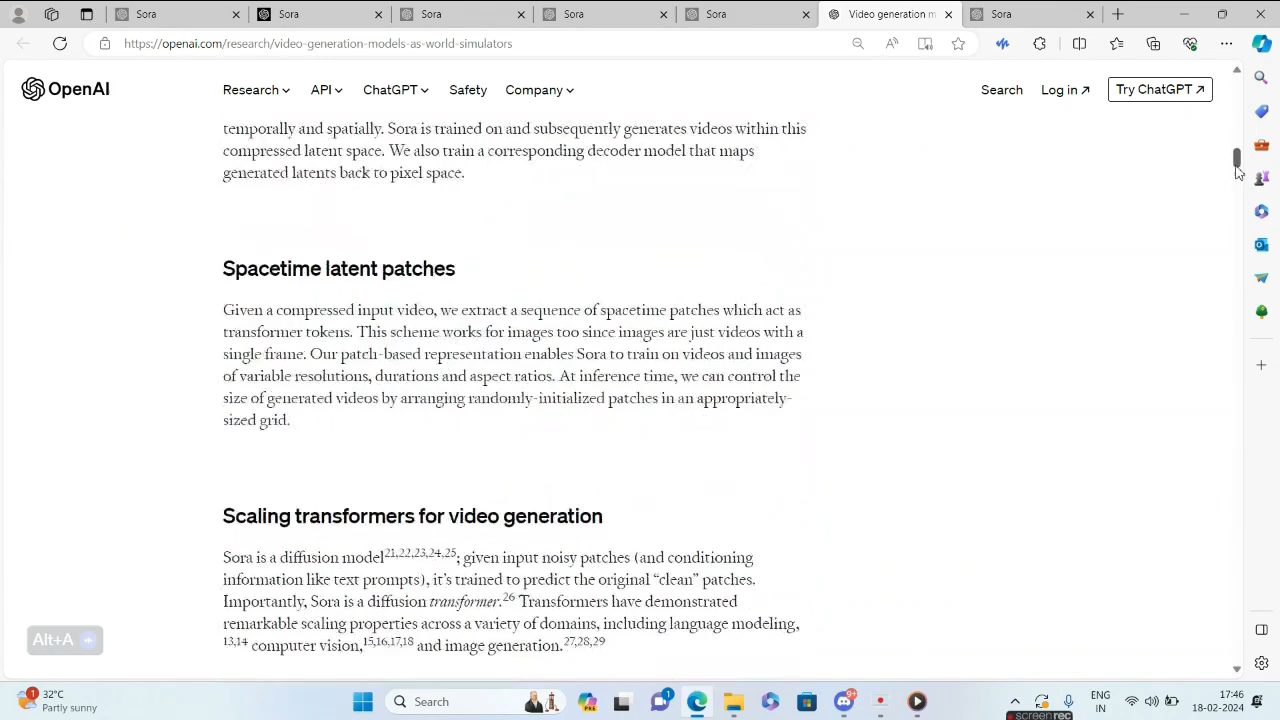 Sora
Sora
Sora
Sora
Sora
Video generation m
Sora
https://openai.com/research/video-generation-models-as-world-simulators
OpenAI
Research
API
ChatGPT
Safety
Company
Search
Log in ↗
Try ChatGPT ↗
temporally and spatially. Sora is trained on and subsequently generates videos within this
compressed latent space. We also train a corresponding decoder model that maps
generated latents back to pixel space.
Spacetime latent patches
Given a compressed input video, we extract a sequence of spacetime patches which act as
transformer tokens. This scheme works for images too since images are just videos with a
single frame. Our patch-based representation enables Sora to train on videos and images
of variable resolutions, durations and aspect ratios. At inference time, we can control the
size of generated videos by arranging randomly-initialized patches in an appropriately-
sized grid.
Scaling transformers for video generation
Sora is a diffusion model21,22,23,24,25; given input noisy patches (and conditioning
information like text prompts), it’s trained to predict the original “clean” patches.
Importantly, Sora is a diffusion transformer.26 Transformers have demonstrated
remarkable scaling properties across a variety of domains, including language modeling,
13,14 computer vision,15,16,17,18 and image generation.27,28,29
Alt+A
1
32°C
Partly sunny
Search
1
9+
ENG
IN
17:46
18-02-2024
screen rec